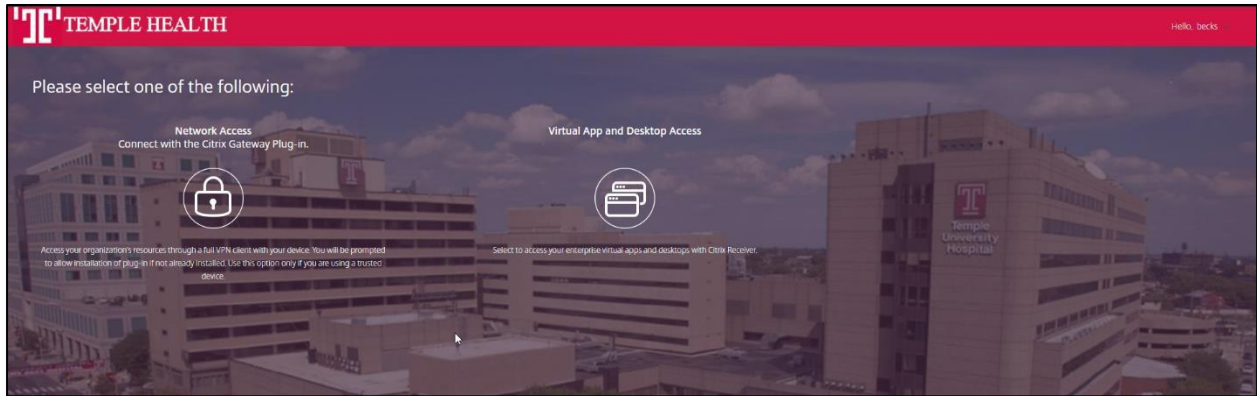 TEMPLE HEALTH
Hello, becks
Please select one of the following:
Network Access
Connect with the Citrix Gateway Plug-in.
Access your organization's resources through a full VPN client with your device. You will be prompted
to allow installation of plug-in if not already installed. Use this option only if you are using a trusted
device.
Virtual App and Desktop Access
Select to access your enterprise virtual apps and desktops with Citrix Receiver.
Temple
University
Hospital